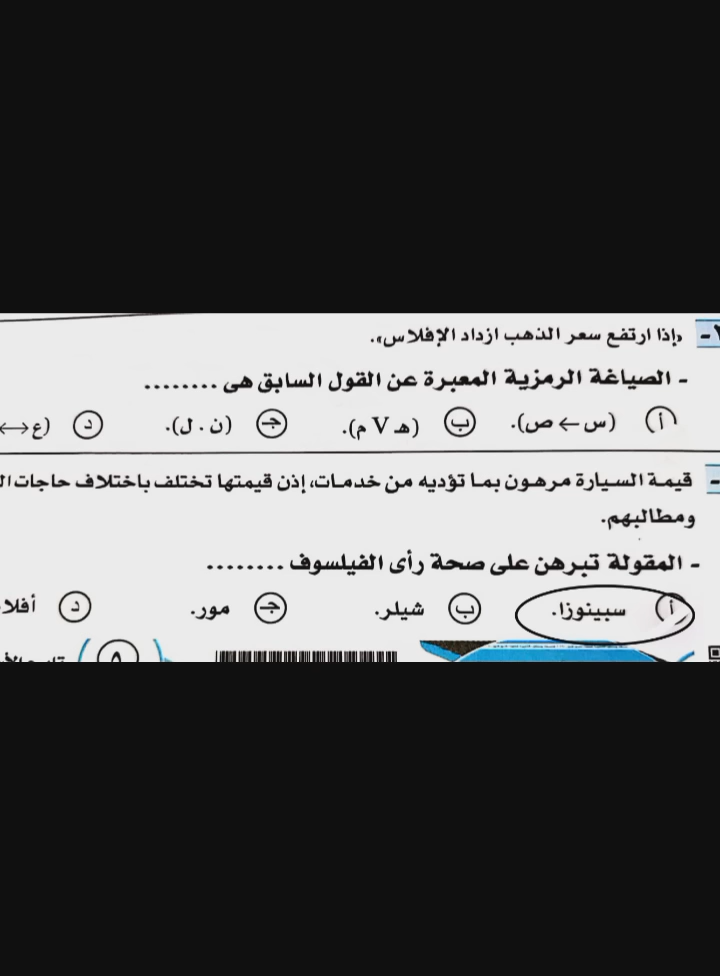 «إذا ارتفع سعر الذهب ازداد الإفلاس».
- الصياغة الرمزية المعبرة عن القول السابق هى ........
أ (س ← ص). ب (هـ V م). جـ (ن . ل). د (ع ↔
قيمة السيارة مرهون بما تؤديه من خدمات، إذن قيمتها تختلف باختلاف حاجات
ومطالبهم.
- المقولة تبرهن على صحة رأى الفيلسوف ........
أ سبينوزا. ب شيلر. جـ مور. د
٨